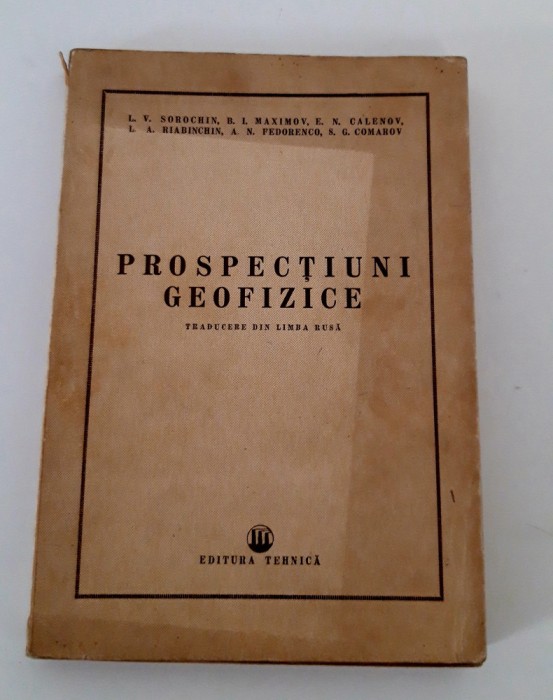 L. V. SOROCHIN, B. I. MAXIMOV, E. N. CALENOV,
L. A. RIABINCHIN, A. N. FEDORENCO, S. G. COMAROV
PROSPECȚIUNI
GEOFIZICE
TRADUCERE DIN LIMBA RUSĂ
EDITURA TEHNICĂ